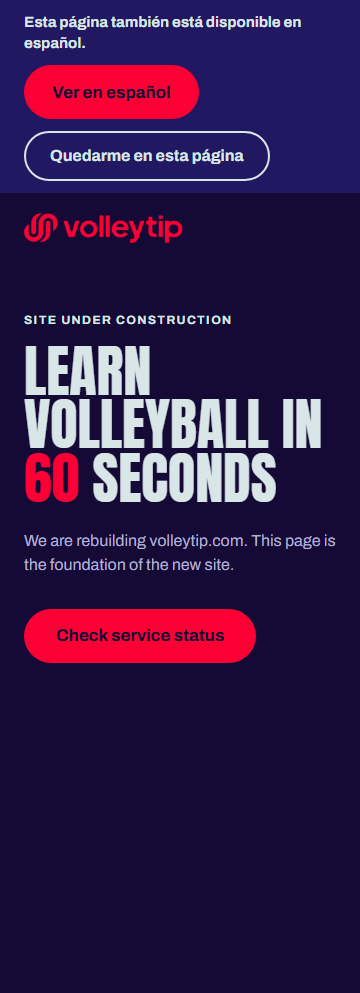 Esta página también está disponible en
español.
Ver en español
Quedarme en esta página
volleytip
SITE UNDER CONSTRUCTION
LEARN
VOLLEYBALL IN
60 SECONDS
We are rebuilding volleytip.com. This page is
the foundation of the new site.
Check service status